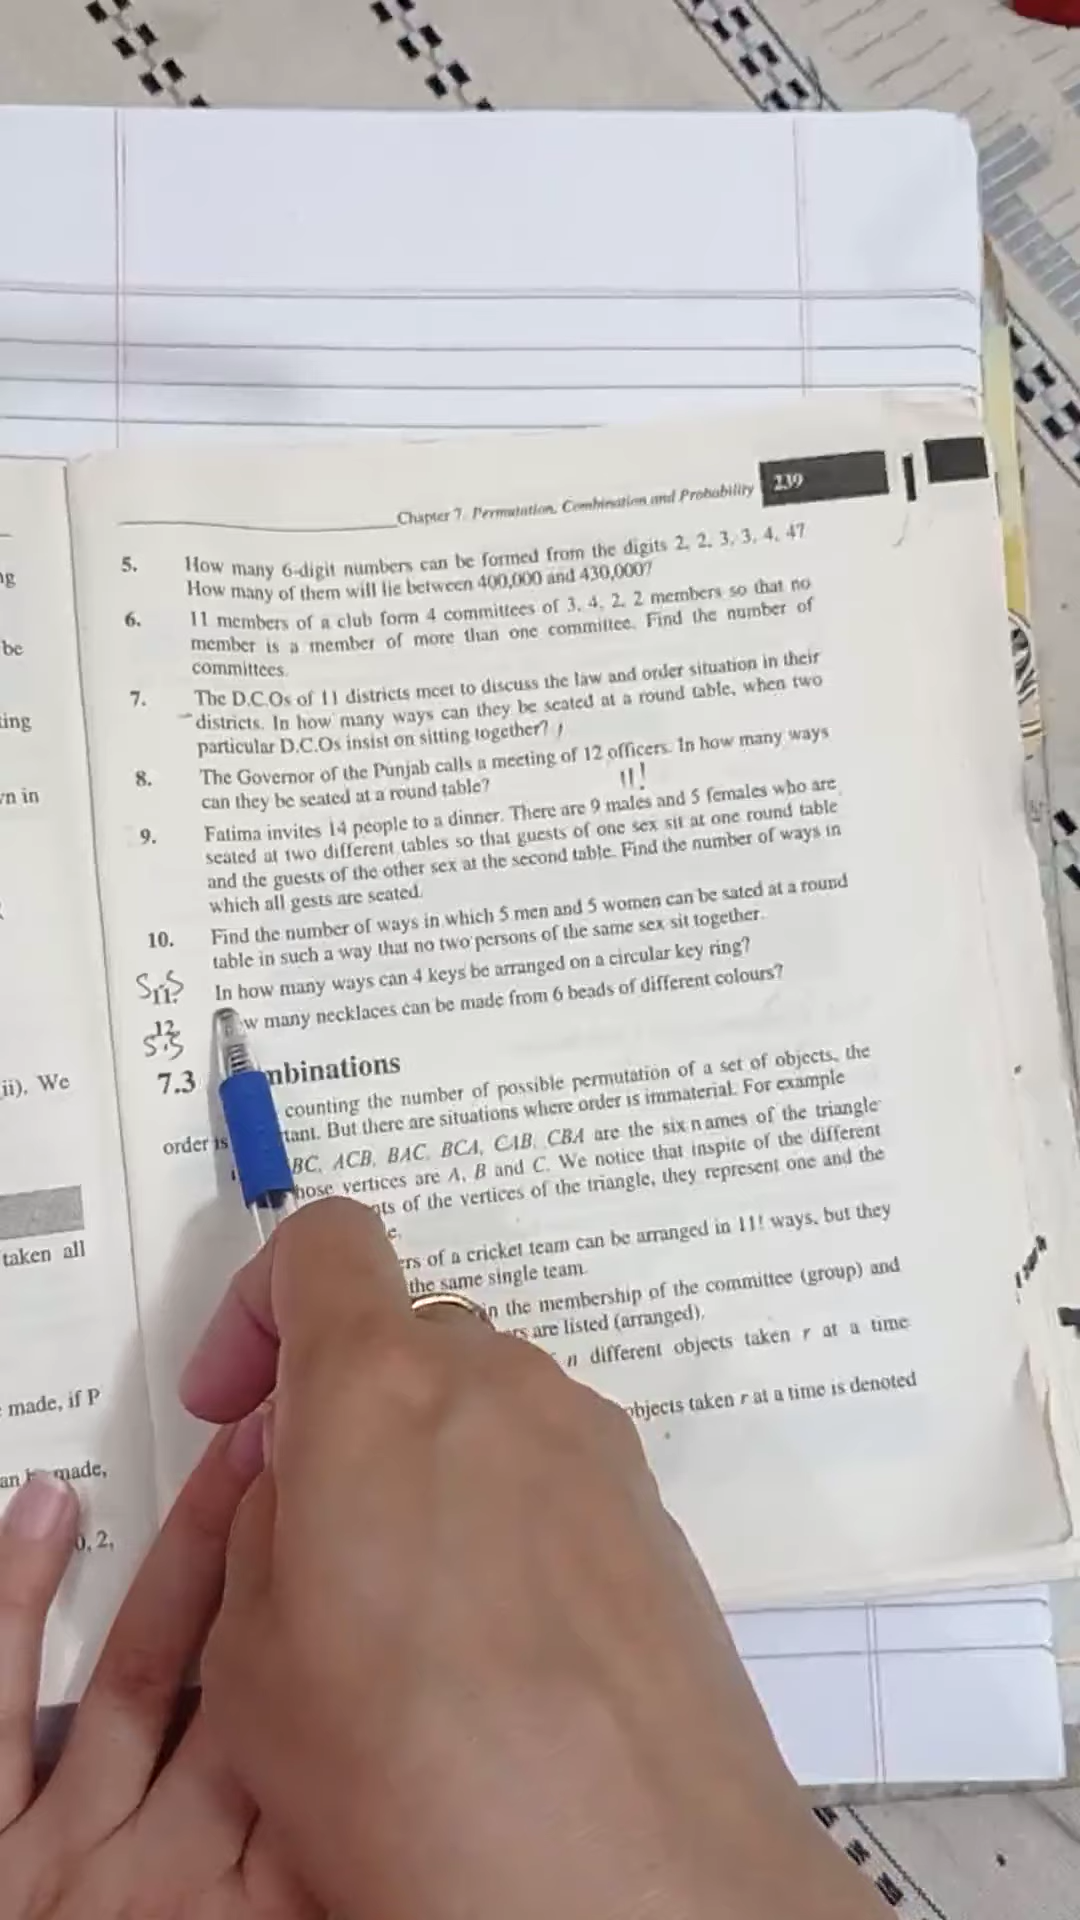 Chapter 7. Permutation, Combination and Probability 239
5. How many 6-digit numbers can be formed from the digits 2, 2, 3, 3, 4, 4?
How many of them will lie between 400,000 and 430,000?
6. 11 members of a club form 4 committees of 3, 4, 2, 2 members so that no
member is a member of more than one committee. Find the number of
committees.
7. The D.C.Os of 11 districts meet to discuss the law and order situation in their
districts. In how many ways can they be seated at a round table, when two
particular D.C.Os insist on sitting together?
8. The Governor of the Punjab calls a meeting of 12 officers. In how many ways
can they be seated at a round table?
11!
9. Fatima invites 14 people to a dinner. There are 9 males and 5 females who are
seated at two different tables so that guests of one sex sit at one round table
and the guests of the other sex at the second table. Find the number of ways in
which all gests are seated.
10. Find the number of ways in which 5 men and 5 women can be sated at a round
table in such a way that no two persons of the same sex sit together.
11. In how many ways can 4 keys be arranged on a circular key ring?
12. w many necklaces can be made from 6 beads of different colours?
7.3 mbinations
counting the number of possible permutation of a set of objects, the
order is tant. But there are situations where order is immaterial. For example
BC, ACB, BAC, BCA, CAB, CBA are the six names of the triangle
hose vertices are A, B and C. We notice that inspite of the different
nts of the vertices of the triangle, they represent one and the
e.
ers of a cricket team can be arranged in 11! ways, but they
the same single team.
in the membership of the committee (group) and
ers are listed (arranged).
n different objects taken r at a time
objects taken r at a time is denoted
ng
be
ting
vn in
ii). We
taken all
made, if P
made,
0, 2,